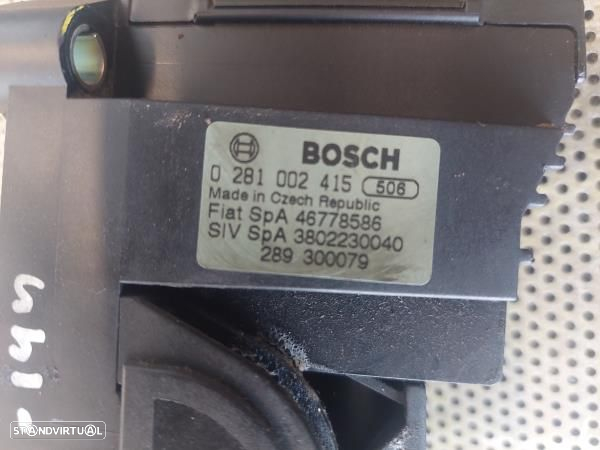 BOSCH
0 281 002 415 506
Made in Czech Republic
Fiat SpA 46778586
SIV SpA 3802230040
289 300079
STANDVIRTUAL